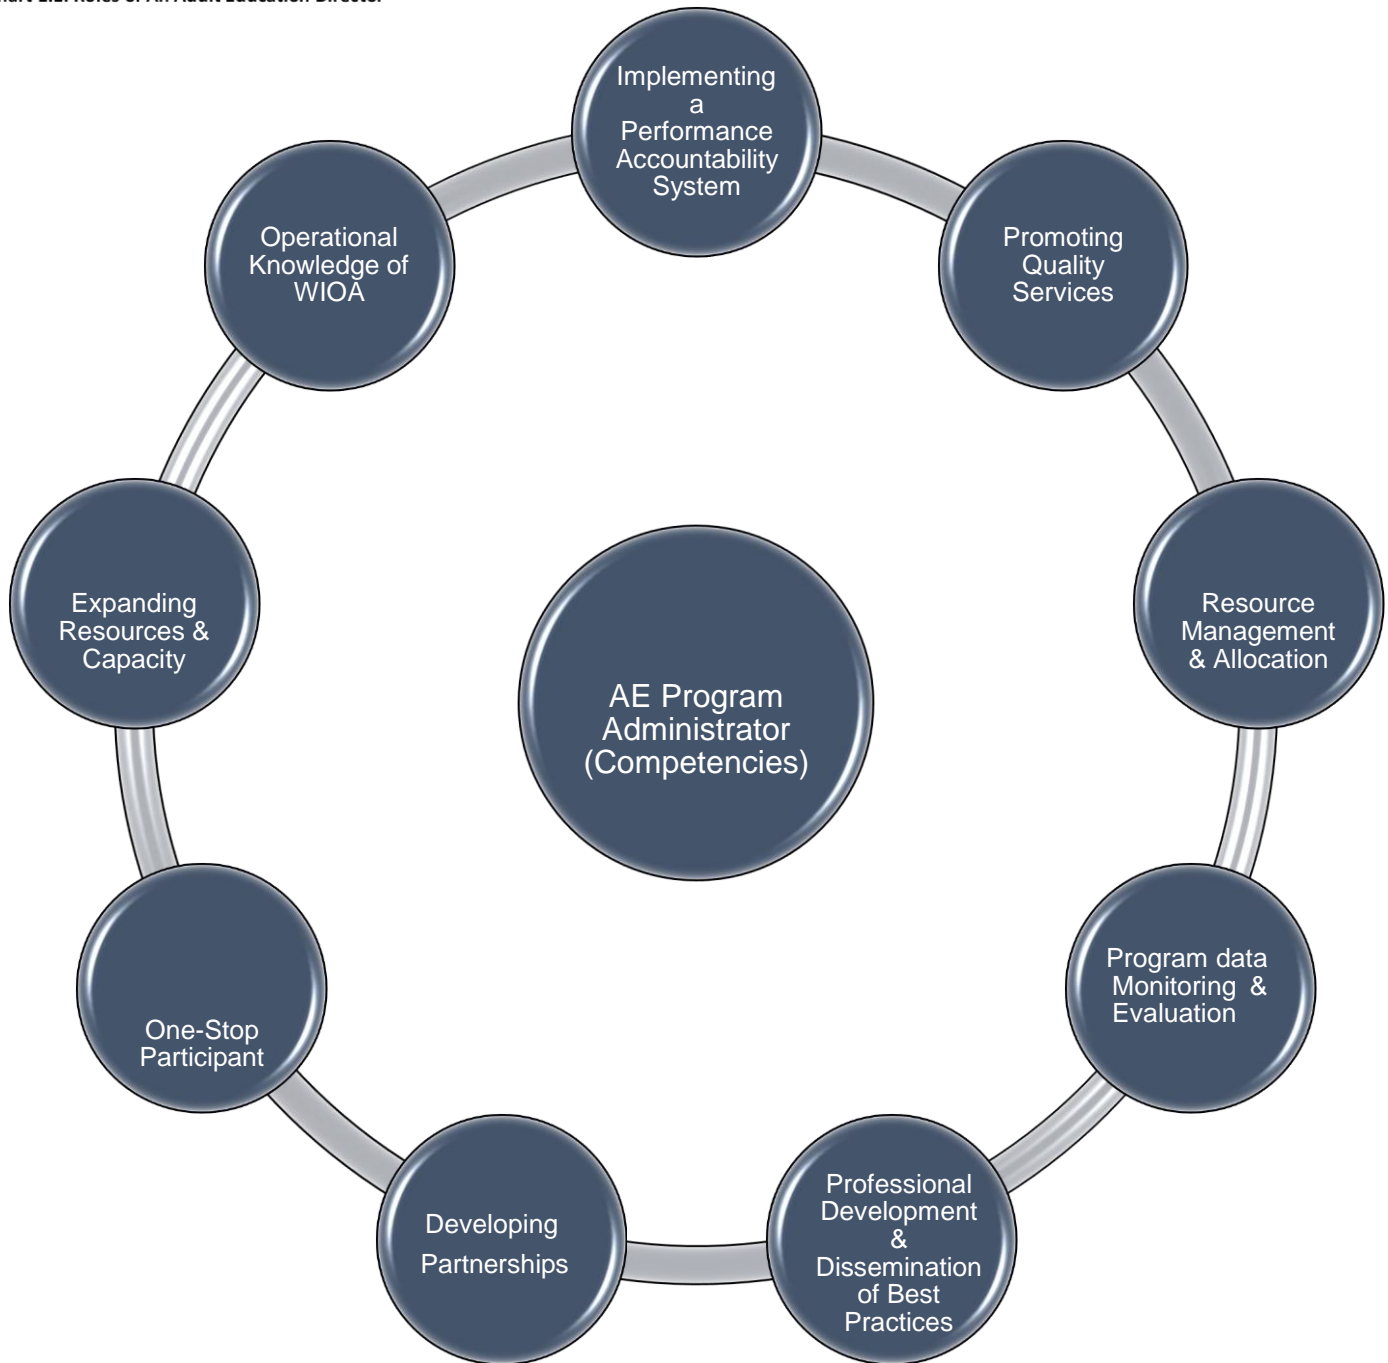 Implementing
a
Performance
Accountability
System
Promoting
Quality
Services
Resource
Management
& Allocation
Program data
Monitoring &
Evaluation
Professional
Development
&
Dissemination
of Best
Practices
Developing
Partnerships
One-Stop
Participant
Expanding
Resources &
Capacity
Operational
Knowledge of
WIOA
AE Program
Administrator
(Competencies)